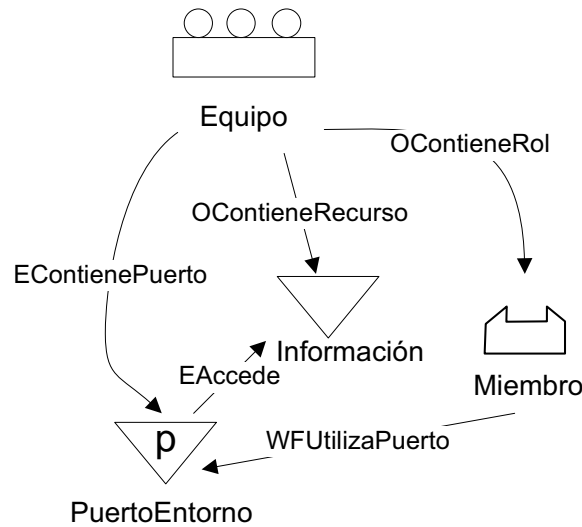 Equipo
OContieneRol
OContieneRecurso
EContienePuerto
Información
EAccede
Miembro
p
WFUtilizaPuerto
PuertoEntorno